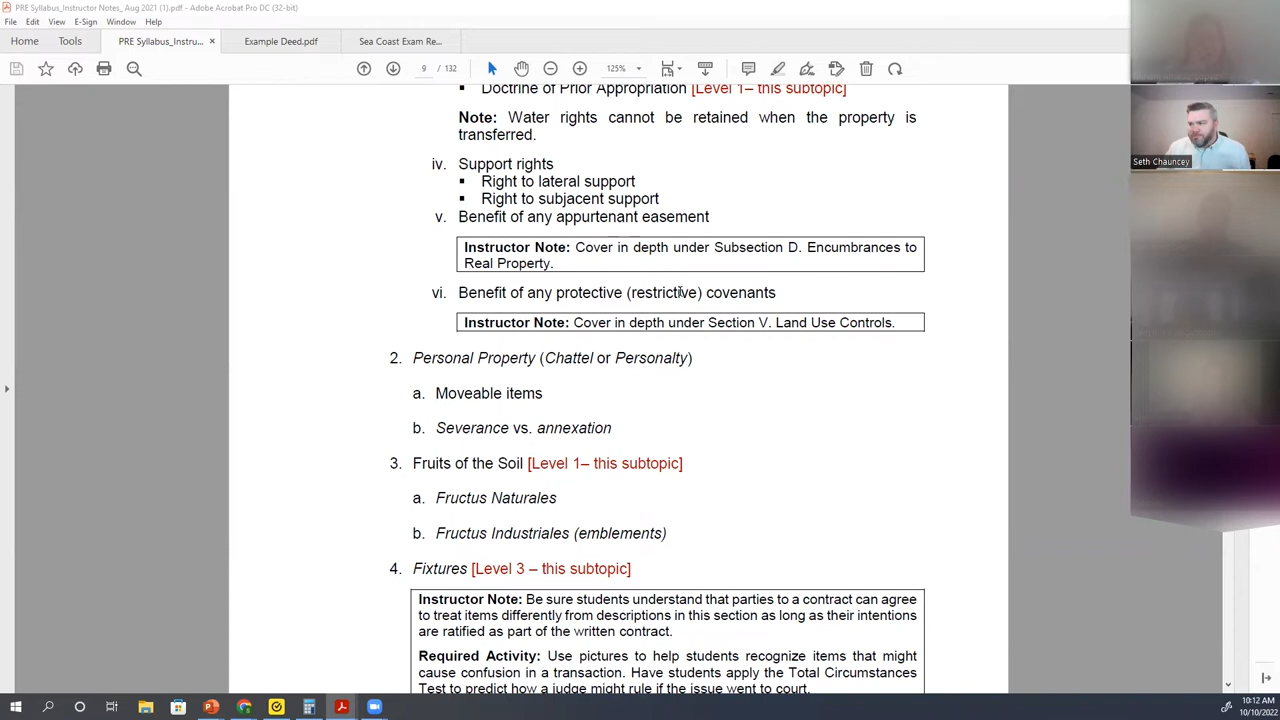 PRE Syllabus_Instructor Notes_ Aug 2021 (1).pdf - Adobe Acrobat Pro DC (32-bit)
File Edit View E-Sign Window Help
Home Tools PRE Syllabus_Instru... × Example Deed.pdf Sea Coast Exam Re...
9 / 132 125%
▪ Doctrine of Prior Appropriation [Level 1– this subtopic]
Note: Water rights cannot be retained when the property is
transferred.
iv. Support rights
▪ Right to lateral support
▪ Right to subjacent support
v. Benefit of any appurtenant easement
Instructor Note: Cover in depth under Subsection D. Encumbrances to
Real Property.
vi. Benefit of any protective (restrictive) covenants
Instructor Note: Cover in depth under Section V. Land Use Controls.
2. Personal Property (Chattel or Personalty)
a. Moveable items
b. Severance vs. annexation
3. Fruits of the Soil [Level 1– this subtopic]
a. Fructus Naturales
b. Fructus Industriales (emblements)
4. Fixtures [Level 3 – this subtopic]
Instructor Note: Be sure students understand that parties to a contract can agree
to treat items differently from descriptions in this section as long as their intentions
are ratified as part of the written contract.
Required Activity: Use pictures to help students recognize items that might
cause confusion in a transaction. Have students apply the Total Circumstances
Test to predict how a judge might rule if the issue went to court.
Seth Chauncey
10:12 AM
10/10/2022